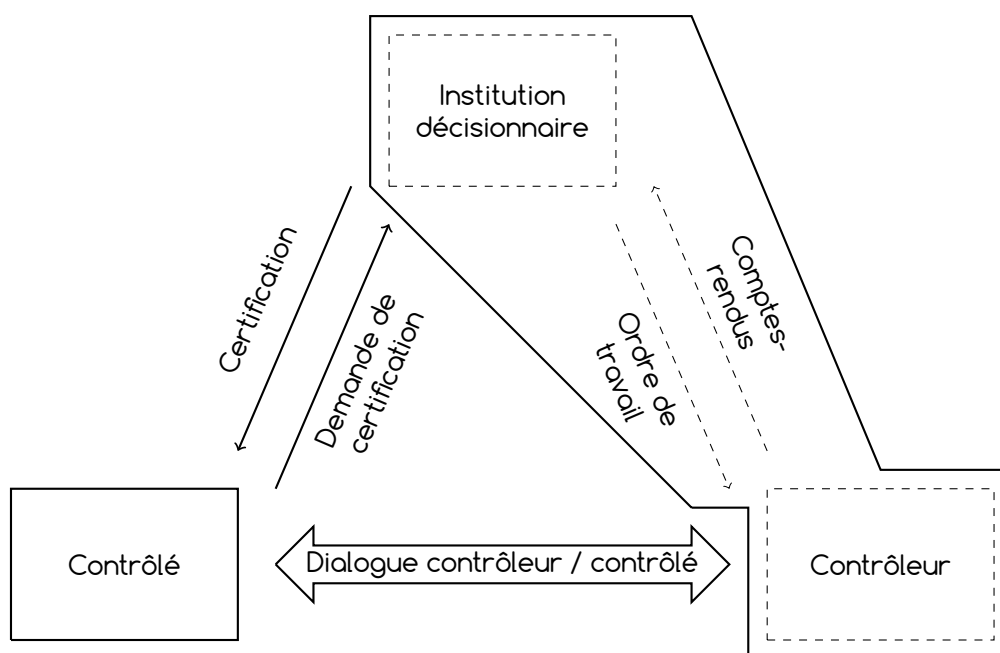 Institution
décisionnaire
Certification
Demande de
certification
Ordre de
travail
Comptes-
rendus
Contrôlé
Dialogue contrôleur / contrôlé
Contrôleur